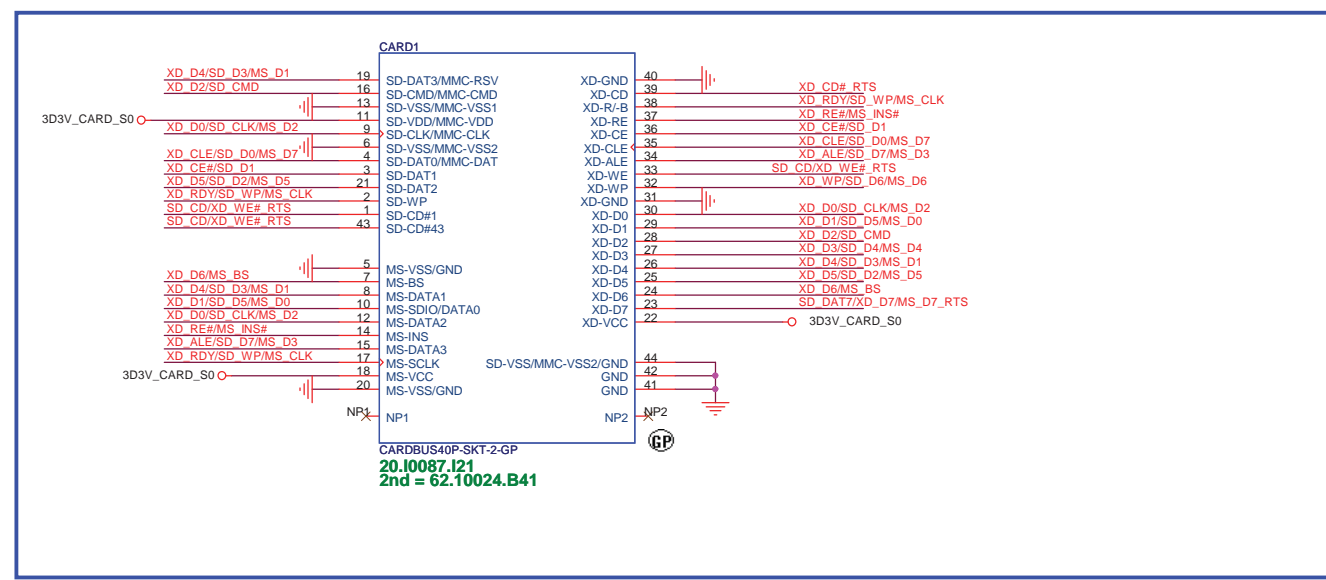 CARD1
XD_D4/SD_D3/MS_D1 19 SD-DAT3/MMC-RSV XD-GND 40
XD_D2/SD_CMD 16 SD-CMD/MMC-CMD XD-CD 39 XD_CD#_RTS
13 SD-VSS/MMC-VSS1 XD-R/-B 38 XD_RDY/SD_WP/MS_CLK
3D3V_CARD_S0 11 SD-VDD/MMC-VDD XD-RE 37 XD_RE#/MS_INS#
XD_D0/SD_CLK/MS_D2 9 SD-CLK/MMC-CLK XD-CE 36 XD_CE#/SD_D1
6 SD-VSS/MMC-VSS2 XD-CLE 35 XD_CLE/SD_D0/MS_D7
XD_CLE/SD_D0/MS_D7 4 SD-DAT0/MMC-DAT XD-ALE 34 XD_ALE/SD_D7/MS_D3
XD_CE#/SD_D1 3 SD-DAT1 XD-WE 33 SD_CD/XD_WE#_RTS
XD_D5/SD_D2/MS_D5 21 SD-DAT2 XD-WP 32 XD_WP/SD_D6/MS_D6
XD_RDY/SD_WP/MS_CLK 2 SD-WP XD-GND 31
SD_CD/XD_WE#_RTS 1 SD-CD#1 XD-D0 30 XD_D0/SD_CLK/MS_D2
SD_CD/XD_WE#_RTS 43 SD-CD#43 XD-D1 29 XD_D1/SD_D5/MS_D0
XD-D2 28 XD_D2/SD_CMD
XD-D3 27 XD_D3/SD_D4/MS_D4
5 MS-VSS/GND XD-D4 26 XD_D4/SD_D3/MS_D1
XD_D6/MS_BS 7 MS-BS XD-D5 25 XD_D5/SD_D2/MS_D5
XD_D4/SD_D3/MS_D1 8 MS-DATA1 XD-D6 24 XD_D6/MS_BS
XD_D1/SD_D5/MS_D0 10 MS-SDIO/DATA0 XD-D7 23 SD_DAT7/XD_D7/MS_D7_RTS
XD_D0/SD_CLK/MS_D2 12 MS-DATA2 XD-VCC 22 3D3V_CARD_S0
XD_RE#/MS_INS# 14 MS-INS
XD_ALE/SD_D7/MS_D3 15 MS-DATA3
XD_RDY/SD_WP/MS_CLK 17 MS-SCLK SD-VSS/MMC-VSS2/GND 44
3D3V_CARD_S0 18 MS-VCC GND 42
20 MS-VSS/GND GND 41
NP1 NP1 NP2 NP2
GP
CARDBUS40P-SKT-2-GP
20.I0087.I21
2nd = 62.10024.B41